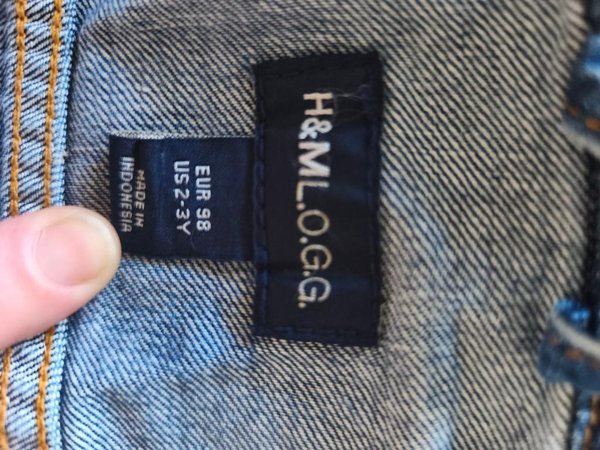 H&M L.O.G.G.
EUR 98
US 2-3Y
MADE IN
INDONESIA